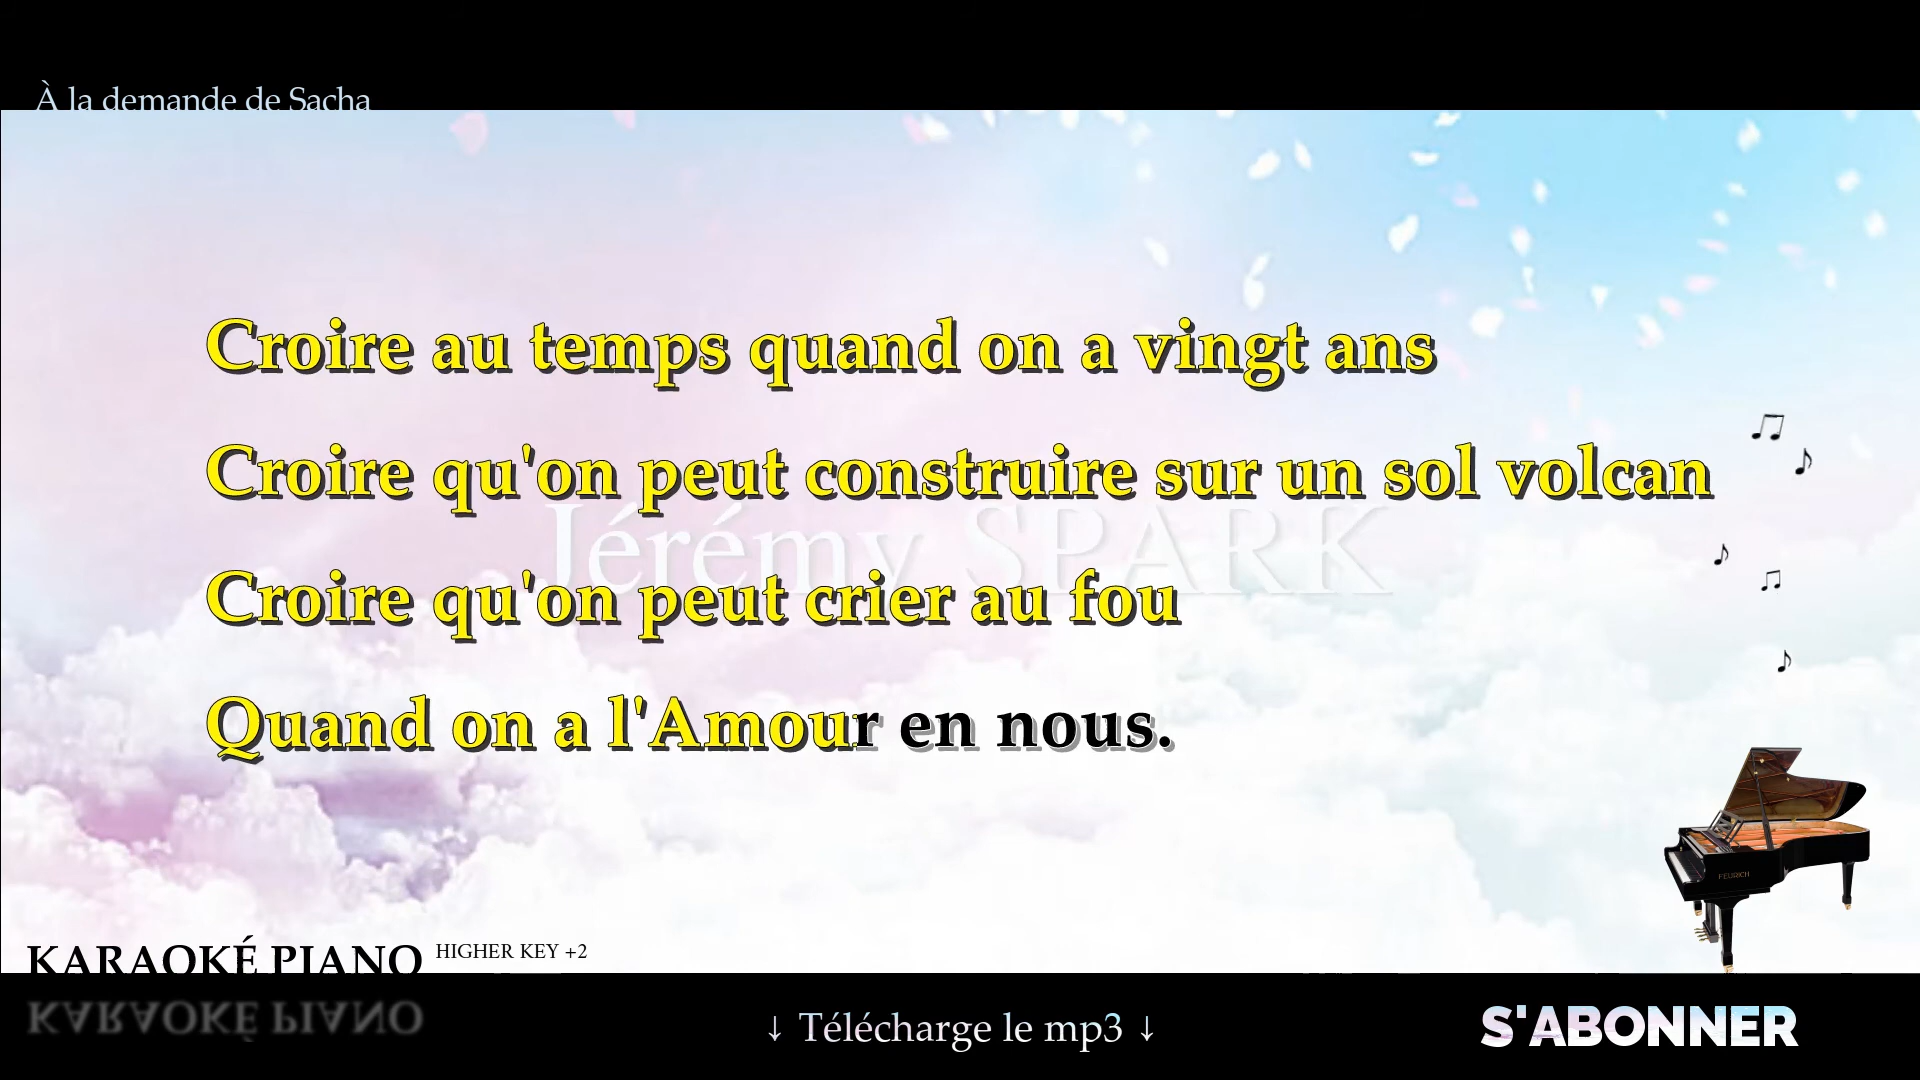 À la demande de Sacha
Croire au temps quand on a vingt ans
Croire qu'on peut construire sur un sol volcan
Jérémy SPARK
Croire qu'on peut crier au fou
Quand on a l'Amour en nous.
FEURICH
KARAOKÉ PIANO HIGHER KEY +2
KARAOKÉ PIANO
↓ Télécharge le mp3 ↓
S'ABONNER